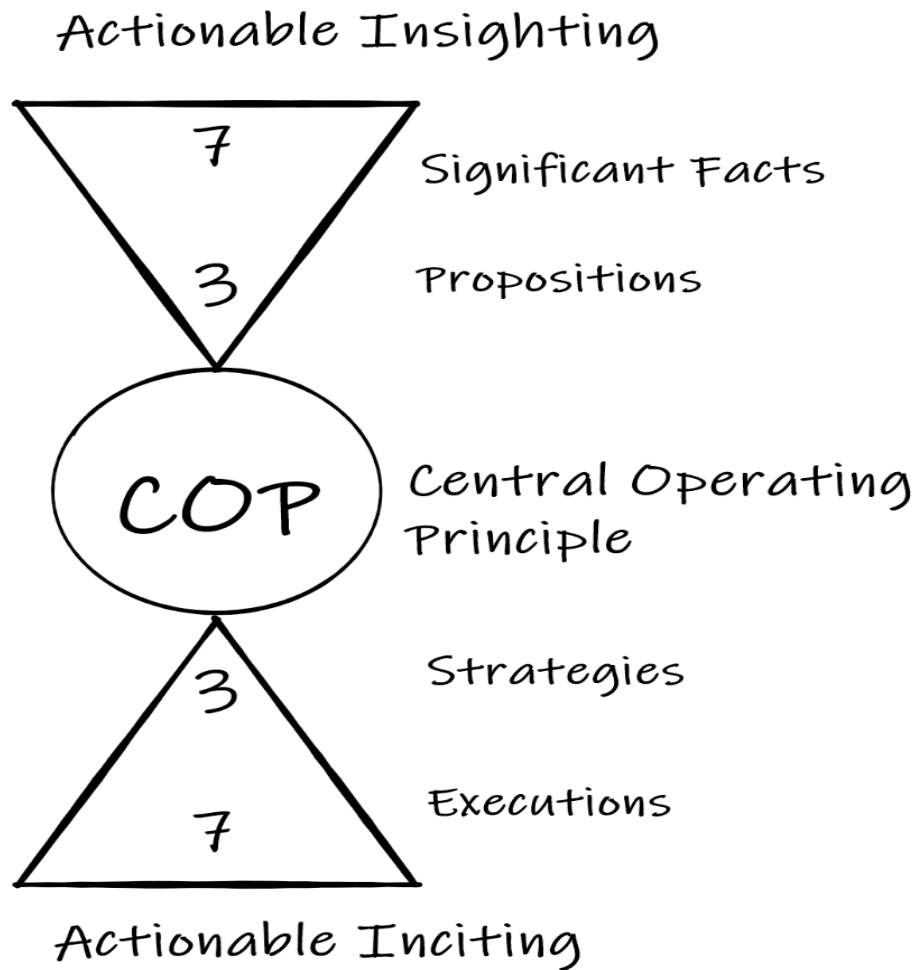 Actionable Insighting
7
Significant Facts
3
Propositions
COP
Central Operating
Principle
3
Strategies
7
Executions
Actionable Inciting